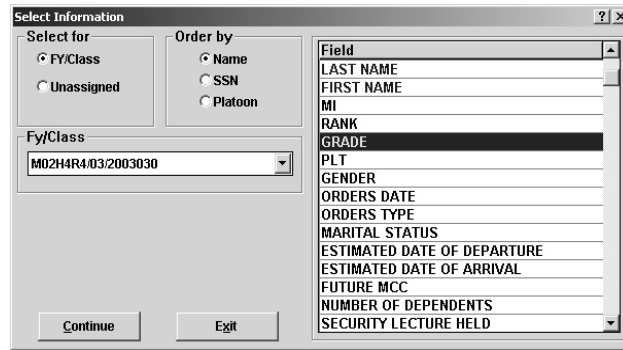 Select Information
Select for
FY/Class
Unassigned
Order by
Name
SSN
Platoon
Fy/Class
M02H4R4/03/2003030
Continue
Exit
Field
LAST NAME
FIRST NAME
MI
RANK
GRADE
PLT
GENDER
ORDERS DATE
ORDERS TYPE
MARITAL STATUS
ESTIMATED DATE OF DEPARTURE
ESTIMATED DATE OF ARRIVAL
FUTURE MCC
NUMBER OF DEPENDENTS
SECURITY LECTURE HELD